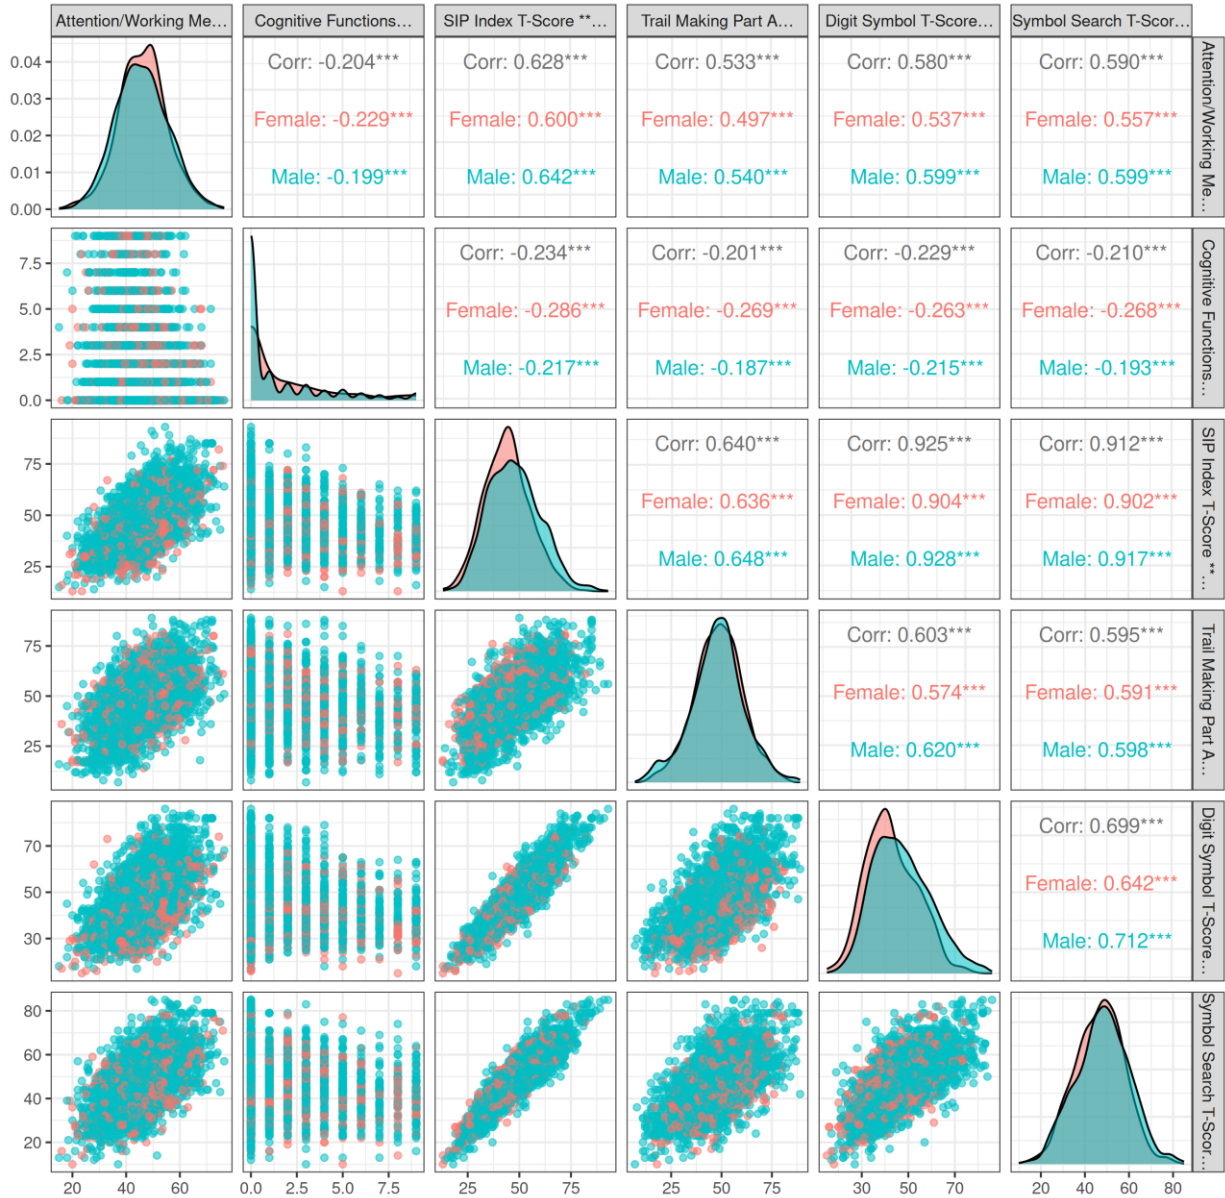 Attention/Working Me… Cognitive Functions… SIP Index T-Score **… Trail Making Part A… Digit Symbol T-Score… Symbol Search T-Scor…
0.04
0.03
0.02
0.01
0.00
Corr: -0.204*** Corr: 0.628*** Corr: 0.533*** Corr: 0.580*** Corr: 0.590***
Female: -0.229*** Female: 0.600*** Female: 0.497*** Female: 0.537*** Female: 0.557***
Male: -0.199*** Male: 0.642*** Male: 0.540*** Male: 0.599*** Male: 0.599***
Attention/Working Me…
7.5
5.0
2.5
0.0
Corr: -0.234*** Corr: -0.201*** Corr: -0.229*** Corr: -0.210***
Female: -0.286*** Female: -0.269*** Female: -0.263*** Female: -0.268***
Male: -0.217*** Male: -0.187*** Male: -0.215*** Male: -0.193***
Cognitive Functions…
75
50
25
Corr: 0.640*** Corr: 0.925*** Corr: 0.912***
Female: 0.636*** Female: 0.904*** Female: 0.902***
Male: 0.648*** Male: 0.928*** Male: 0.917***
SIP Index T-Score **…
75
50
25
Corr: 0.603*** Corr: 0.595***
Female: 0.574*** Female: 0.591***
Male: 0.620*** Male: 0.598***
Trail Making Part A…
70
50
30
Corr: 0.699***
Female: 0.642***
Male: 0.712***
Digit Symbol T-Score…
80
60
40
20
Symbol Search T-Scor…
20 40 60 0.0 2.5 5.0 7.5 25 50 75 25 50 75 30 50 70 20 40 60 80